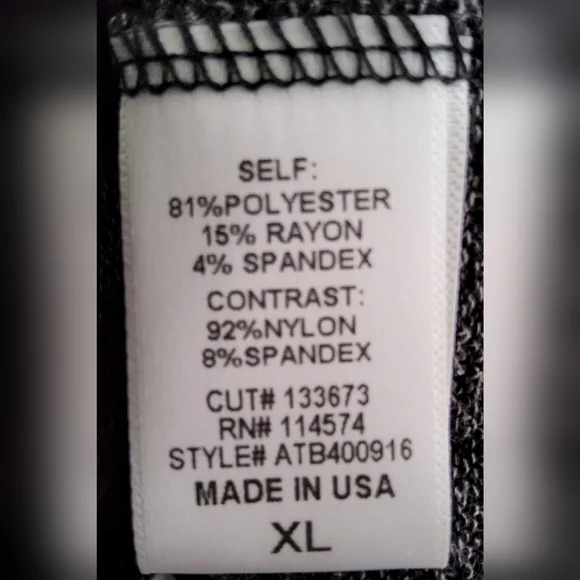 SELF:
81%POLYESTER
15% RAYON
4% SPANDEX
CONTRAST:
92%NYLON
8%SPANDEX
CUT# 133673
RN# 114574
STYLE# ATB400916
MADE IN USA
XL